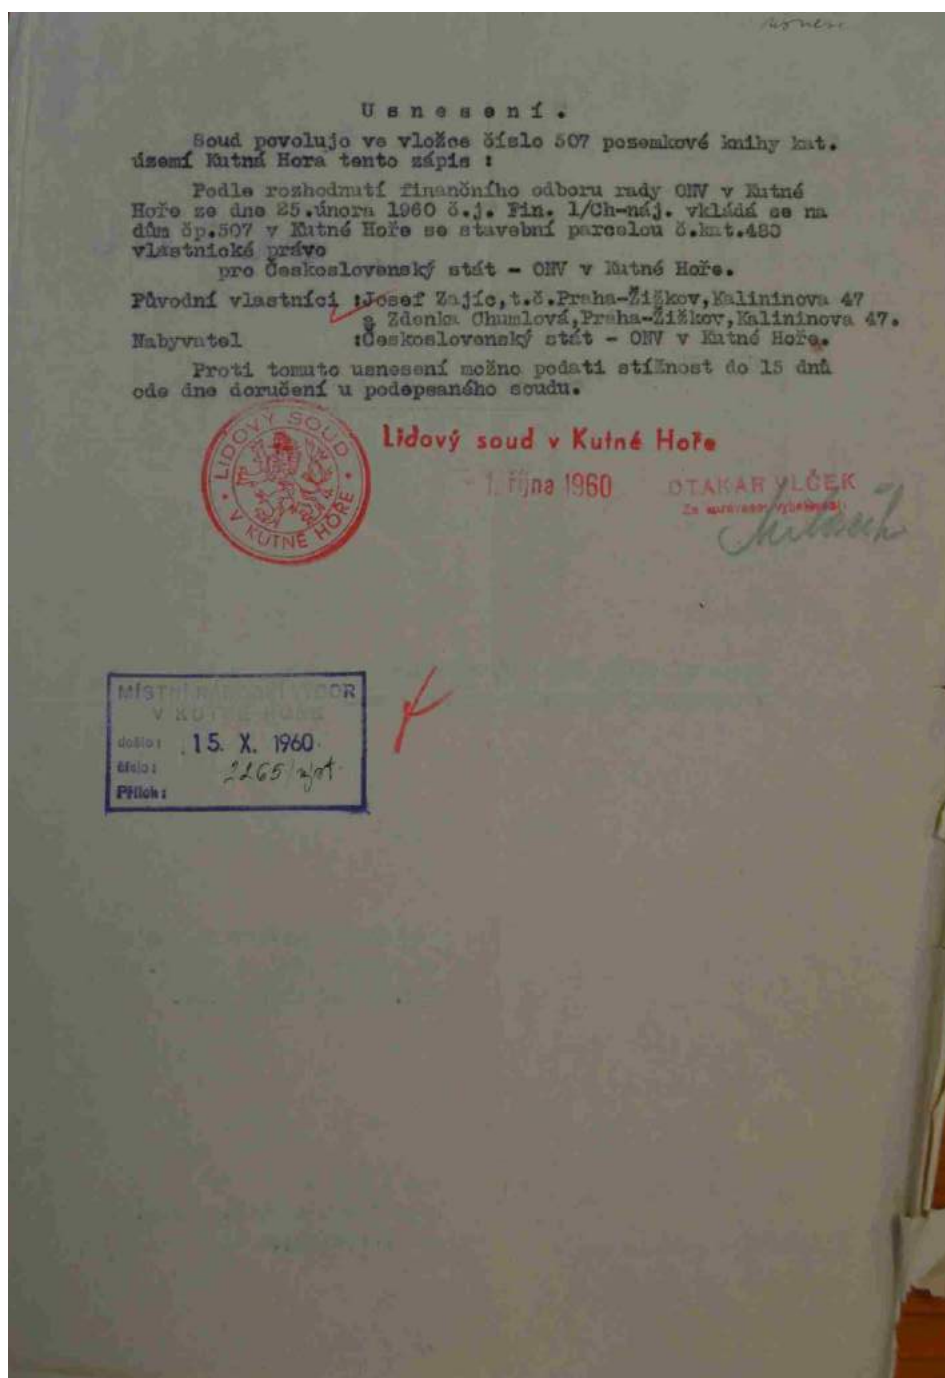 Usnesení.
Soud povoluje ve vložce číslo 507 pozemkové knihy kat.
území Kutná Hora tento zápis :
Podle rozhodnutí finančního odboru rady ONV v Kutné
Hoře ze dne 25.února 1960 č.j. Fin. 1/Ch-náj. vkládá se na
dům čp.507 v Kutné Hoře se stavební parcelou č.kat.480
vlastnické právo
pro Československý stát - ONV v Kutné Hoře.
Původní vlastníci :Josef Zajíc,t.č.Praha-Žižkov,Kalininova 47
a Zdenka Chumlová,Praha-Žižkov,Kalininova 47.
Nabyvatel :Československý stát - ONV v Kutné Hoře.
Proti tomuto usnesení možno podati stížnost do 15 dnů
ode dne doručení u podepsaného soudu.
LIDOVÝ SOUD V KUTNÉ HOŘE
Lidový soud v Kutné Hoře
- 1. října 1960
OTAKAR VLČEK
Za správnost vyhotovení:
MÍSTNÍ NÁRODNÍ VÝBOR
V KUTNÉ HOŘE
došlo: 15. X. 1960
číslo: 2265
Příloh: